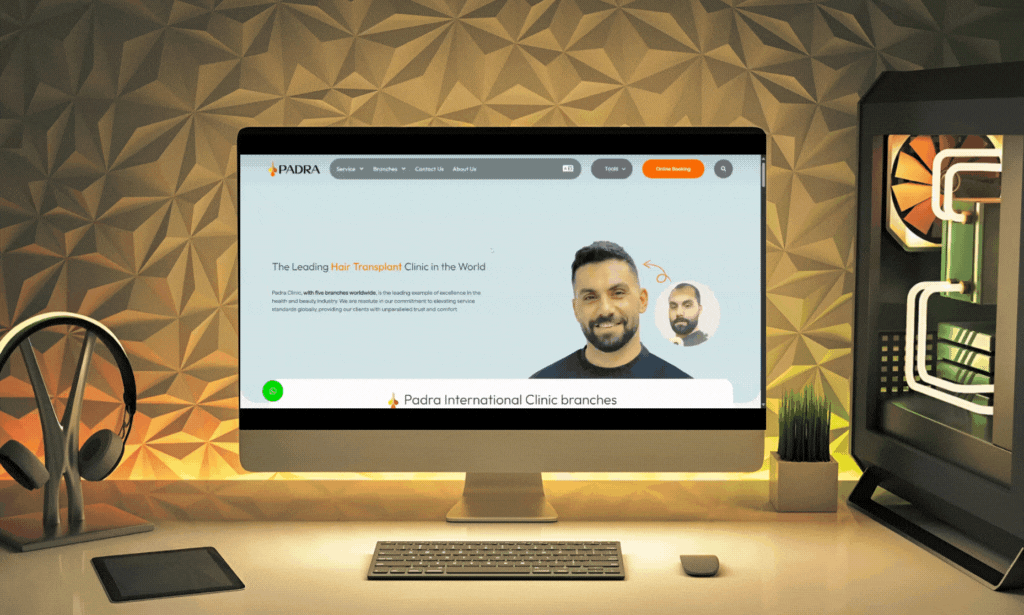 PADRA
Service Branches Contact Us About Us
Tools
Online Booking
The Leading Hair Transplant Clinic in the World
Padra Clinic, with five branches worldwide, is the leading example of excellence in the
health and beauty industry. We are resolute in our commitment to elevating service
standards globally, providing our clients with unparalleled trust and comfort.
Padra International Clinic branches